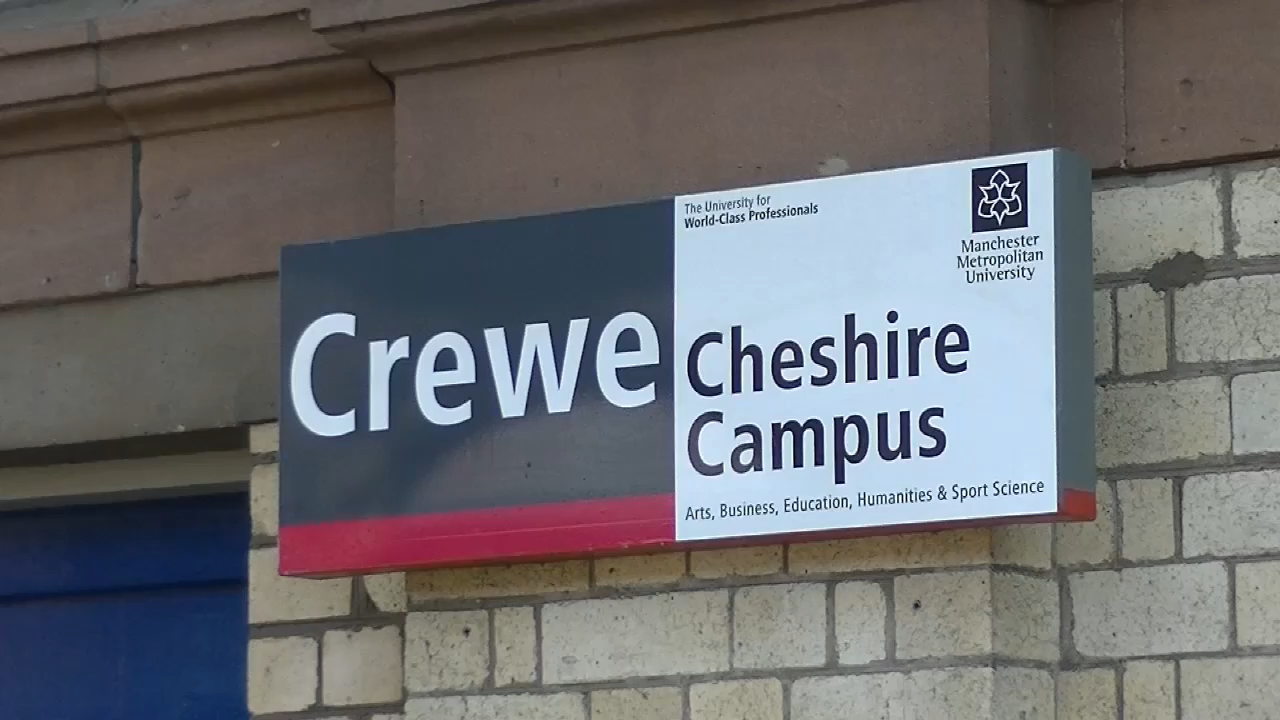 Crewe
The University for
World-Class Professionals
Manchester
Metropolitan
University
Cheshire
Campus
Arts, Business, Education, Humanities & Sport Science